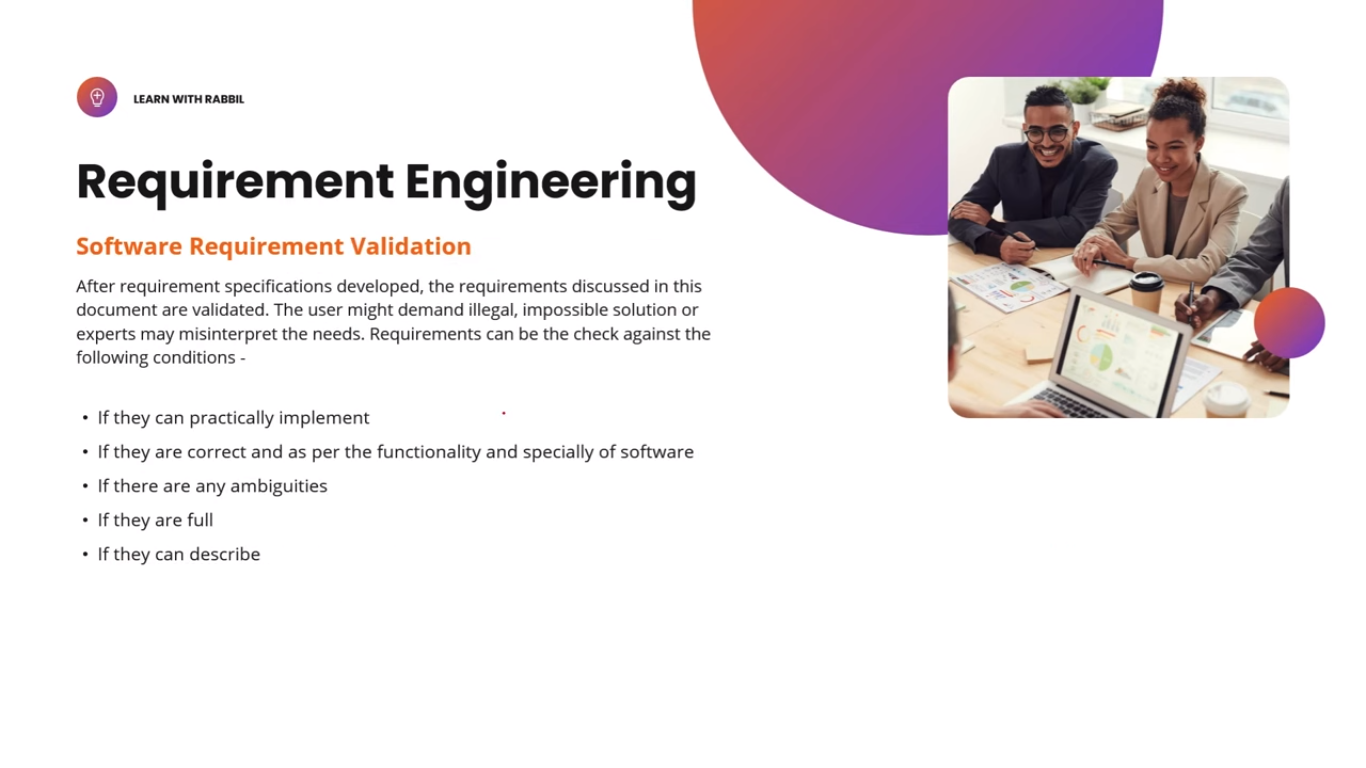 LEARN WITH RABBIL
Requirement Engineering
Software Requirement Validation
After requirement specifications developed, the requirements discussed in this
document are validated. The user might demand illegal, impossible solution or
experts may misinterpret the needs. Requirements can be the check against the
following conditions -
• If they can practically implement
• If they are correct and as per the functionality and specially of software
• If there are any ambiguities
• If they are full
• If they can describe